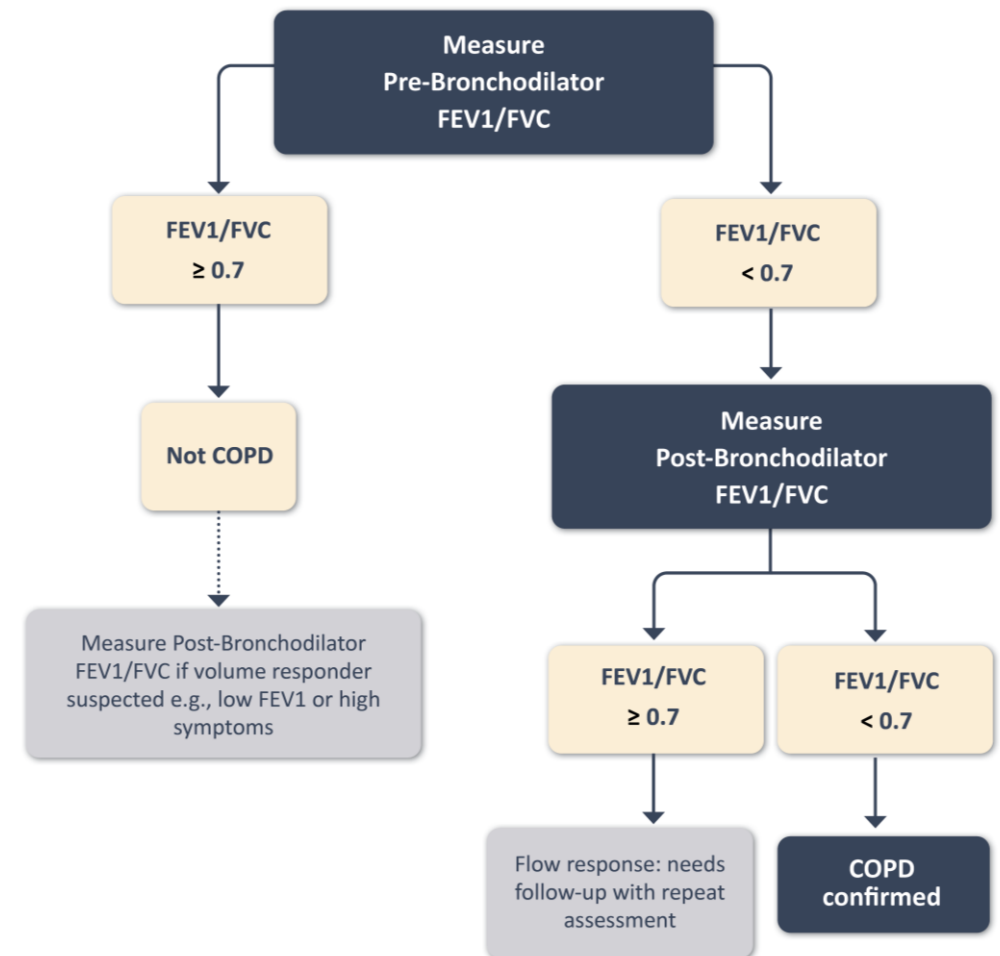 Measure
Pre-Bronchodilator
FEV1/FVC
FEV1/FVC
≥ 0.7
FEV1/FVC
< 0.7
Not COPD
Measure
Post-Bronchodilator
FEV1/FVC
Measure Post-Bronchodilator
FEV1/FVC if volume responder
suspected e.g., low FEV1 or high
symptoms
FEV1/FVC
≥ 0.7
FEV1/FVC
< 0.7
Flow response: needs
follow-up with repeat
assessment
COPD
confirmed